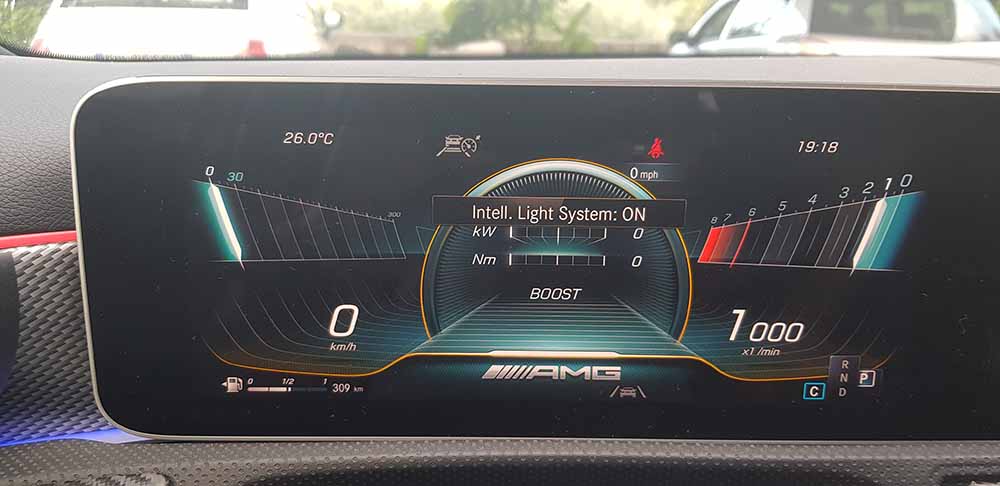 26.0°C
19:18
0 mph
0 30
300
8 7 6 5 4 3 2 1 0
Intell. Light System: ON
kW 0
Nm 0
BOOST
0
km/h
1000
x1/min
AMG
0 1/2 1
309 km
R
N
D
P
C